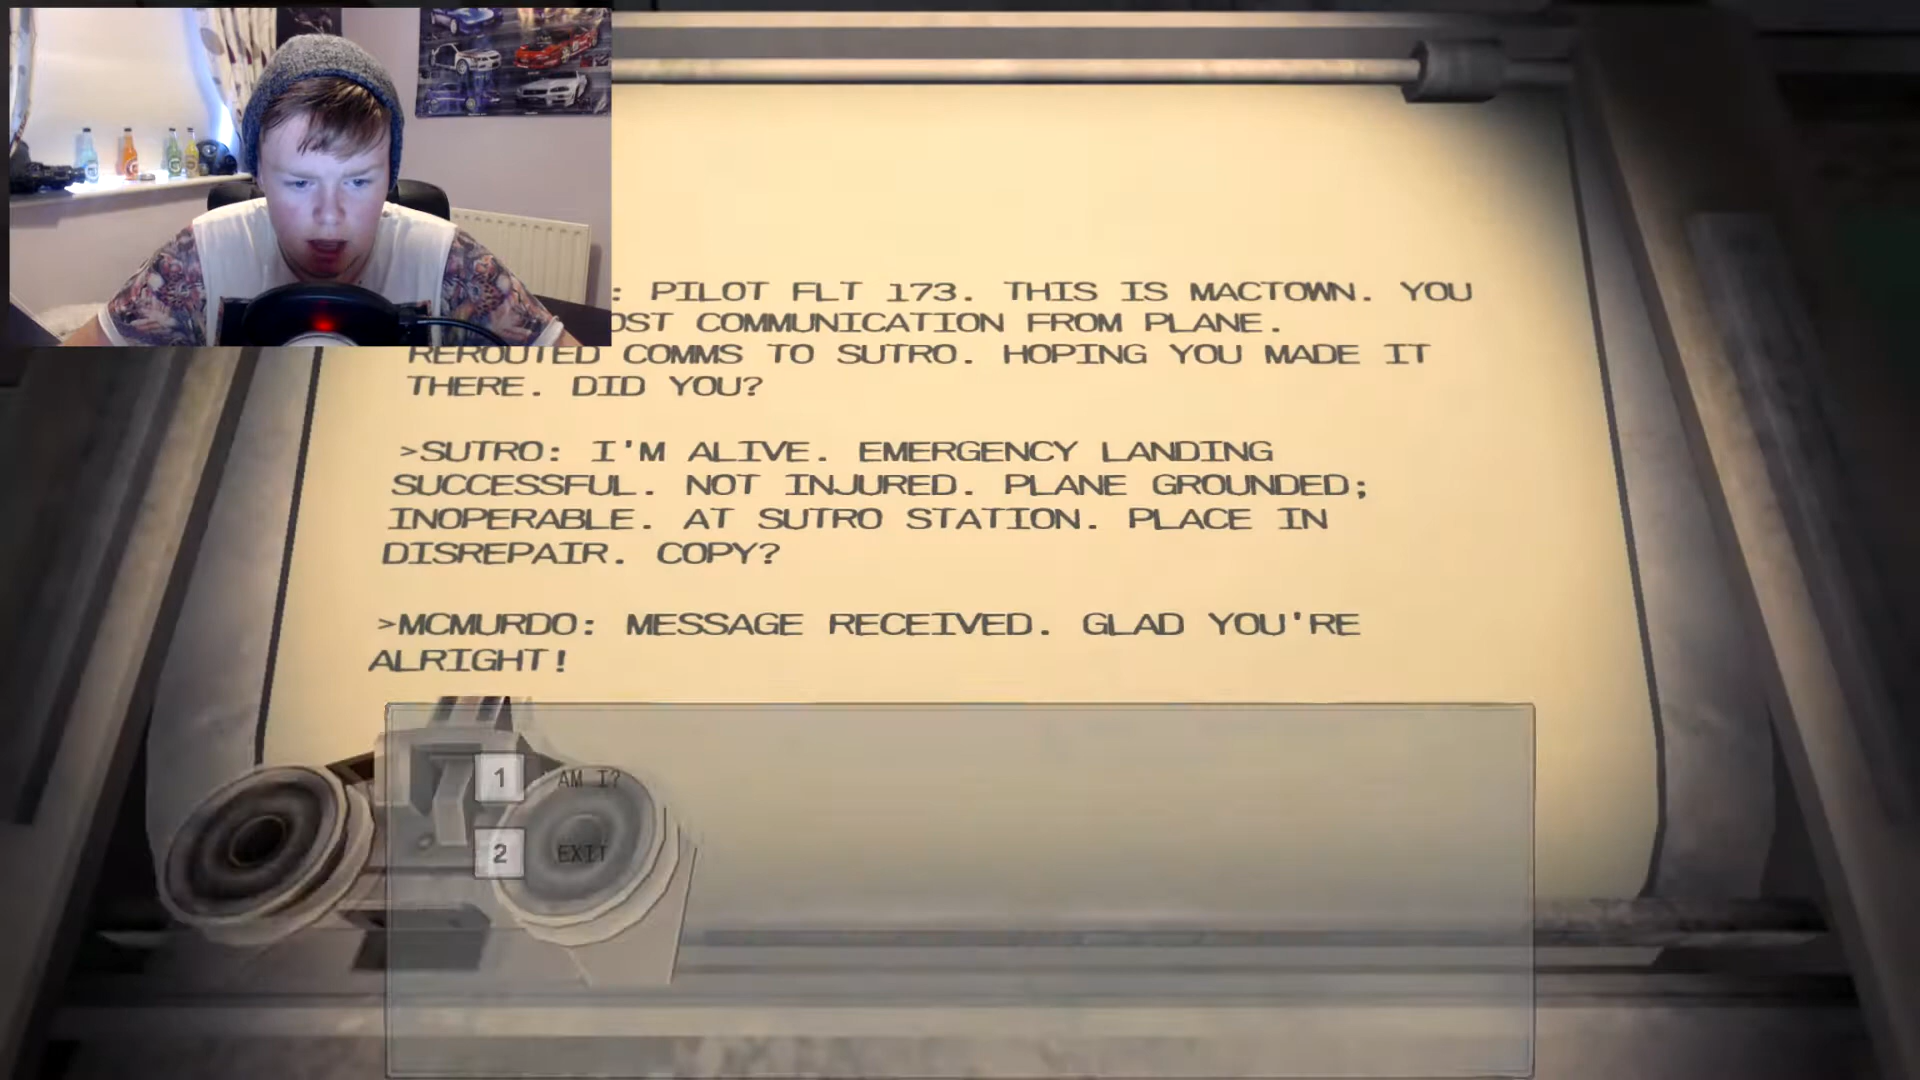 : PILOT FLT 173. THIS IS MACTOWN. YOU
COMMUNICATION FROM PLANE.
REROUTED COMMS TO SUTRO. HOPING YOU MADE IT
THERE. DID YOU?
>SUTRO: I'M ALIVE. EMERGENCY LANDING
SUCCESSFUL. NOT INJURED. PLANE GROUNDED;
INOPERABLE. AT SUTRO STATION. PLACE IN
DISREPAIR. COPY?
>MCMURDO: MESSAGE RECEIVED. GLAD YOU'RE
ALRIGHT!
1 AM I?
2 EXIT